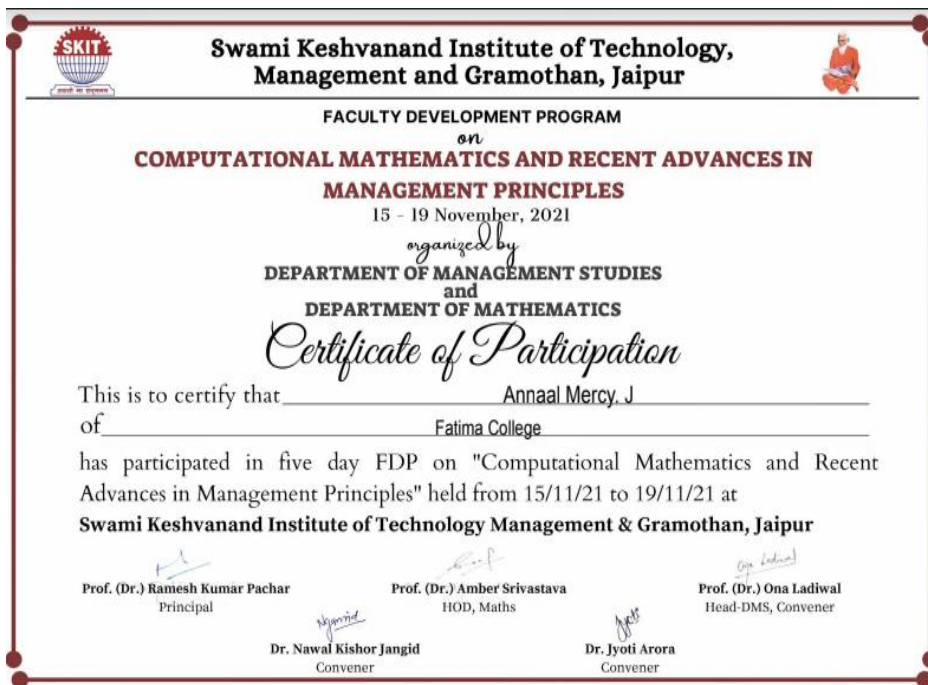 SKIT
Swami Keshvanand Institute of Technology,
Management and Gramothan, Jaipur
FACULTY DEVELOPMENT PROGRAM
on
COMPUTATIONAL MATHEMATICS AND RECENT ADVANCES IN
MANAGEMENT PRINCIPLES
15 - 19 November, 2021
organized by
DEPARTMENT OF MANAGEMENT STUDIES
and
DEPARTMENT OF MATHEMATICS
Certificate of Participation
This is to certify that Annaal Mercy. J
of Fatima College
has participated in five day FDP on "Computational Mathematics and Recent
Advances in Management Principles" held from 15/11/21 to 19/11/21 at
Swami Keshvanand Institute of Technology Management & Gramothan, Jaipur
Ona Ladiwal
Prof. (Dr.) Ramesh Kumar Pachar Prof. (Dr.) Amber Srivastava Prof. (Dr.) Ona Ladiwal
Principal HOD, Maths Head-DMS, Convener
Jyoti
Dr. Nawal Kishor Jangid Dr. Jyoti Arora
Convener Convener